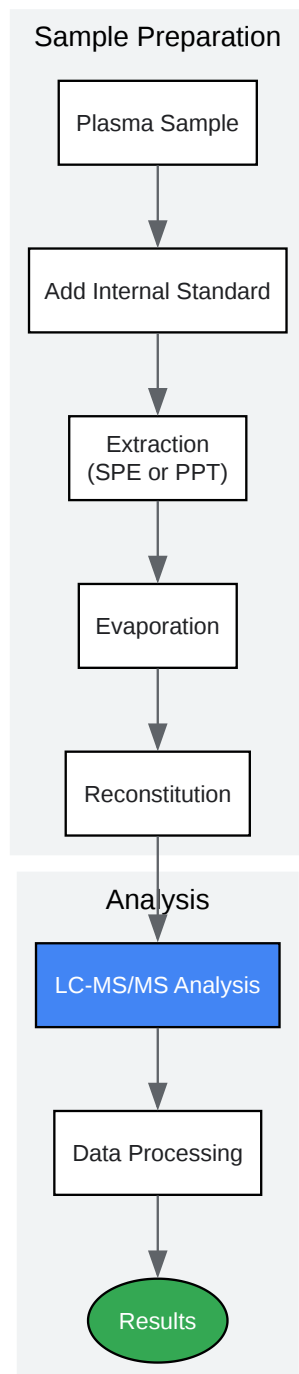 Sample Preparation
Plasma Sample
Add Internal Standard
Extraction
(SPE or PPT)
Evaporation
Reconstitution
Analysis
LC-MS/MS Analysis
Data Processing
Results